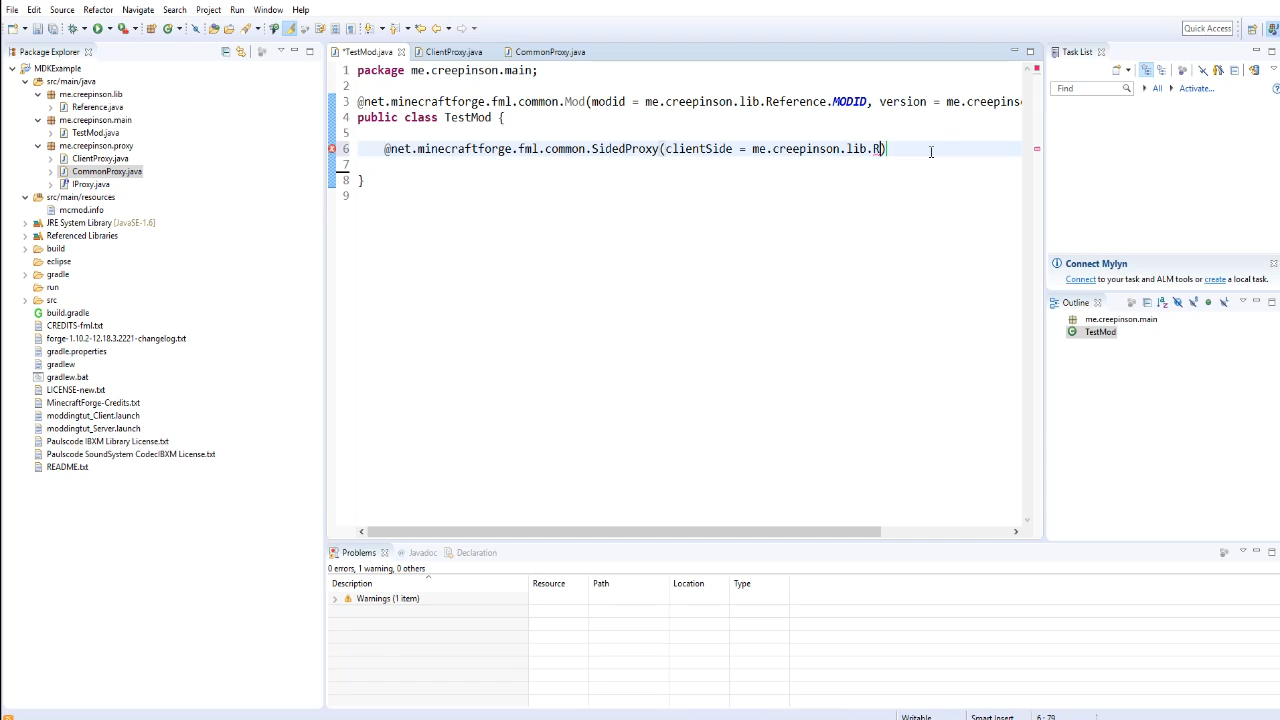 File Edit Source Refactor Navigate Search Project Run Window Help
Quick Access
Package Explorer
MDKExample
src/main/java
me.creepinson.lib
Reference.java
me.creepinson.main
TestMod.java
me.creepinson.proxy
ClientProxy.java
CommonProxy.java
IProxy.java
src/main/resources
mcmod.info
JRE System Library [JavaSE-1.6]
Referenced Libraries
build
eclipse
gradle
run
src
build.gradle
CREDITS-fml.txt
forge-1.10.2-12.18.3.2221-changelog.txt
gradle.properties
gradlew
gradlew.bat
LICENSE-new.txt
MinecraftForge-Credits.txt
moddingtut_Client.launch
moddingtut_Server.launch
Paulscode IBXM Library License.txt
Paulscode SoundSystem CodecIBXM License.txt
README.txt
*TestMod.java ClientProxy.java CommonProxy.java
1 package me.creepinson.main;
2
3 @net.minecraftforge.fml.common.Mod(modid = me.creepinson.lib.Reference.MODID, version = me.creepins
4 public class TestMod {
5
6 @net.minecraftforge.fml.common.SidedProxy(clientSide = me.creepinson.lib.R)
7
8 }
9
Task List
Find All Activate...
Connect Mylyn
Connect to your task and ALM tools or create a local task.
Outline
me.creepinson.main
TestMod
Problems Javadoc Declaration
0 errors, 1 warning, 0 others
Description Resource Path Location Type
Warnings (1 item)
Writable Smart Insert 6 : 79